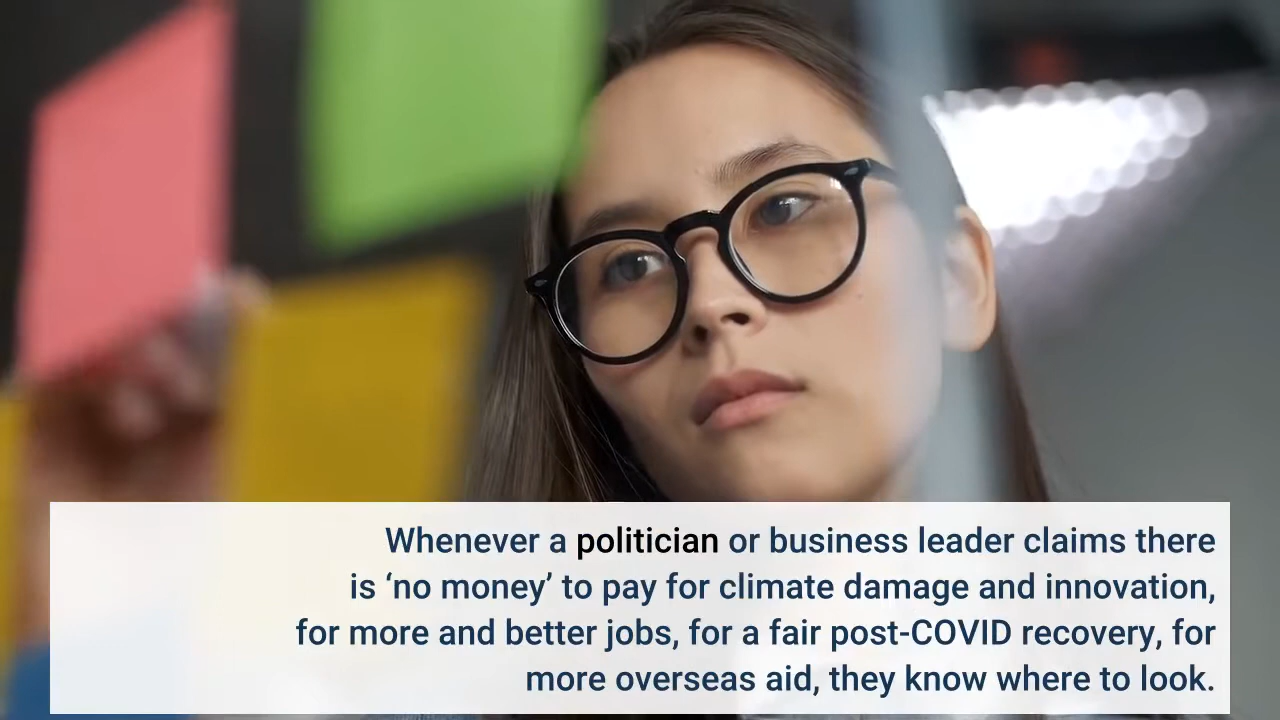 Whenever a politician or business leader claims there
is ‘no money’ to pay for climate damage and innovation,
for more and better jobs, for a fair post-COVID recovery, for
more overseas aid, they know where to look.